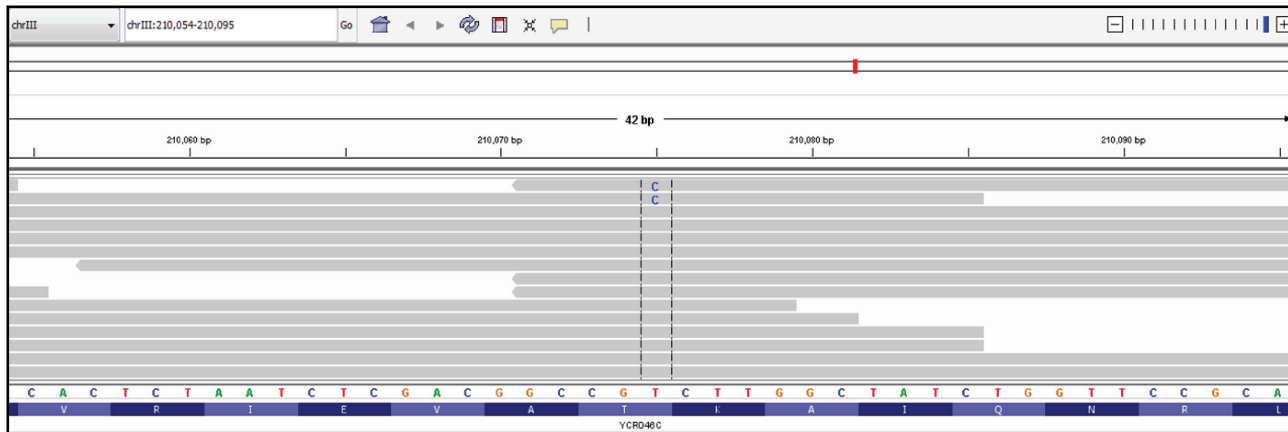 chrIII chrIII:210,054-210,095 Go
42 bp
210,060 bp 210,070 bp 210,080 bp 210,090 bp
C
C
C A C T C T A A T C T C G A C G G C C G T C T T G G C T A T C T G G T T C C G C A
V R I E V A T K A I Q N R L
YCR046C